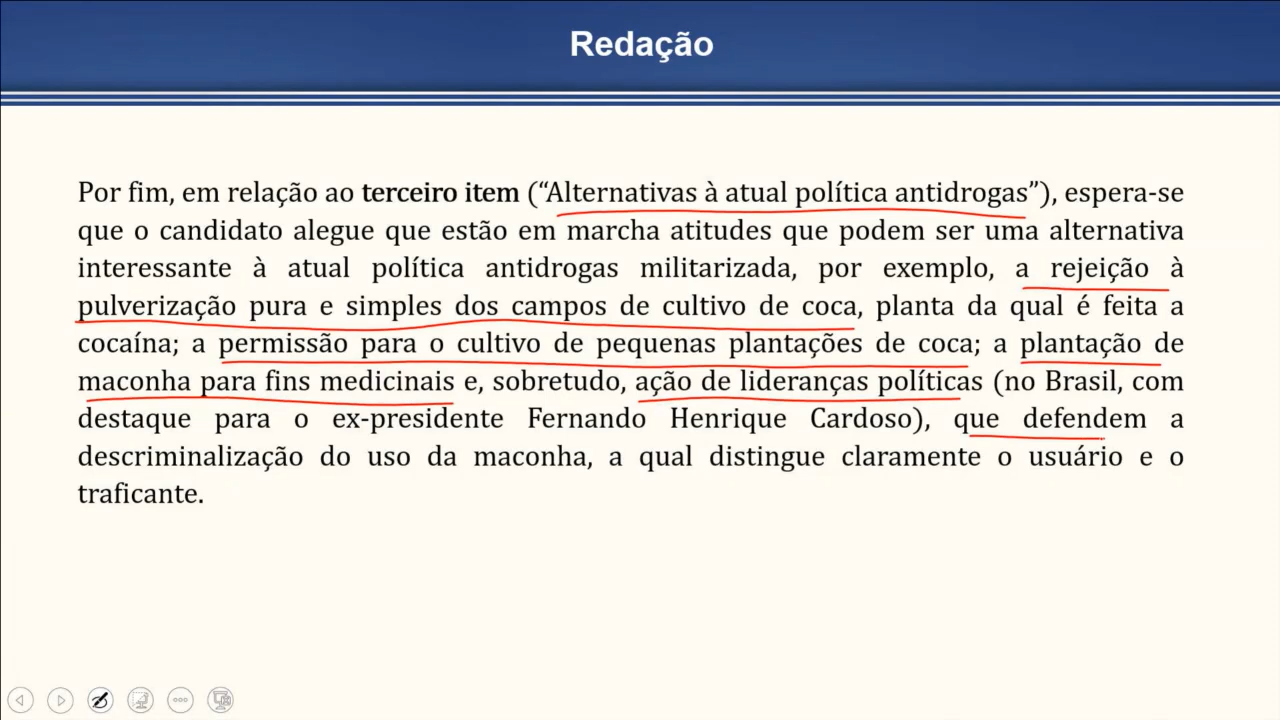 Redação
Por fim, em relação ao terceiro item (“Alternativas à atual política antidrogas”), espera-se
que o candidato alegue que estão em marcha atitudes que podem ser uma alternativa
interessante à atual política antidrogas militarizada, por exemplo, a rejeição à
pulverização pura e simples dos campos de cultivo de coca, planta da qual é feita a
cocaína; a permissão para o cultivo de pequenas plantações de coca; a plantação de
maconha para fins medicinais e, sobretudo, ação de lideranças políticas (no Brasil, com
destaque para o ex-presidente Fernando Henrique Cardoso), que defendem a
descriminalização do uso da maconha, a qual distingue claramente o usuário e o
traficante.